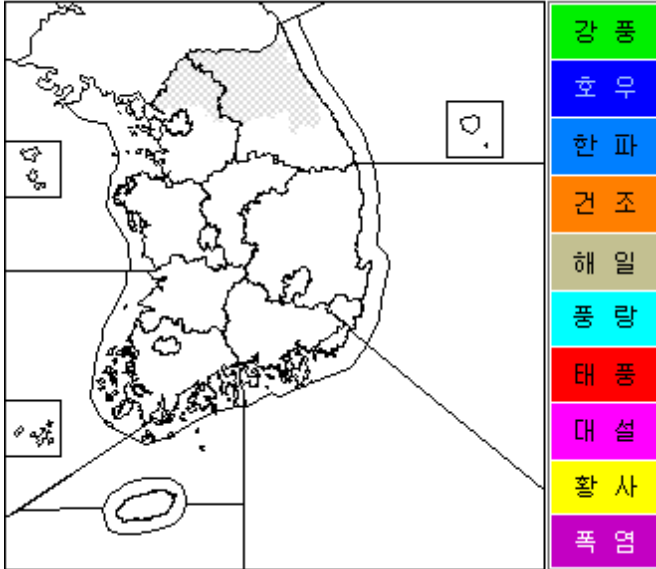 강 풍
호 우
한 파
건 조
해 일
풍 랑
태 풍
대 설
황 사
폭 염